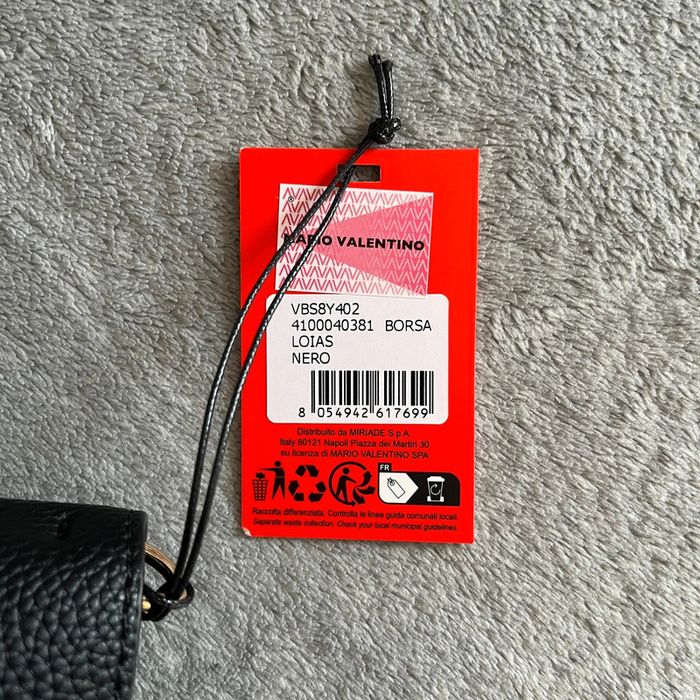 MARIO VALENTINO
VBS8Y402
4100040381 BORSA
LOIAS
NERO
8 054942 617699
Distribuito da MIRIADE S.p.A.
Italy 80121 Napoli Piazza dei Martiri 30
su licenza di MARIO VALENTINO SPA
FR
Raccolta differenziata. Controlla le linee guida comunali locali.
Separate waste collection. Check your local municipal guidelines.